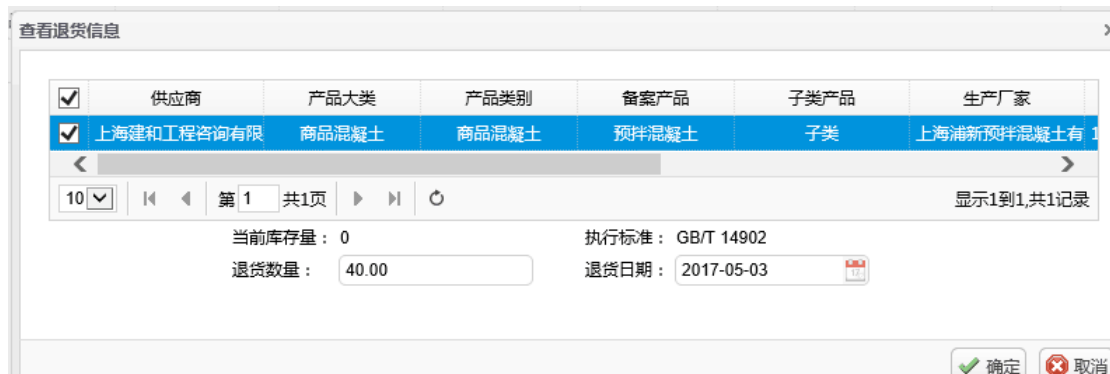 查看退货信息
供应商 产品大类 产品类别 备案产品 子类产品 生产厂家
上海建和工程咨询有限 商品混凝土 商品混凝土 预拌混凝土 子类 上海浦新预拌混凝土有 1
10 第 1 共1页 显示1到1,共1记录
当前库存量： 0 执行标准： GB/T 14902
退货数量： 40.00 退货日期： 2017-05-03
确定 取消